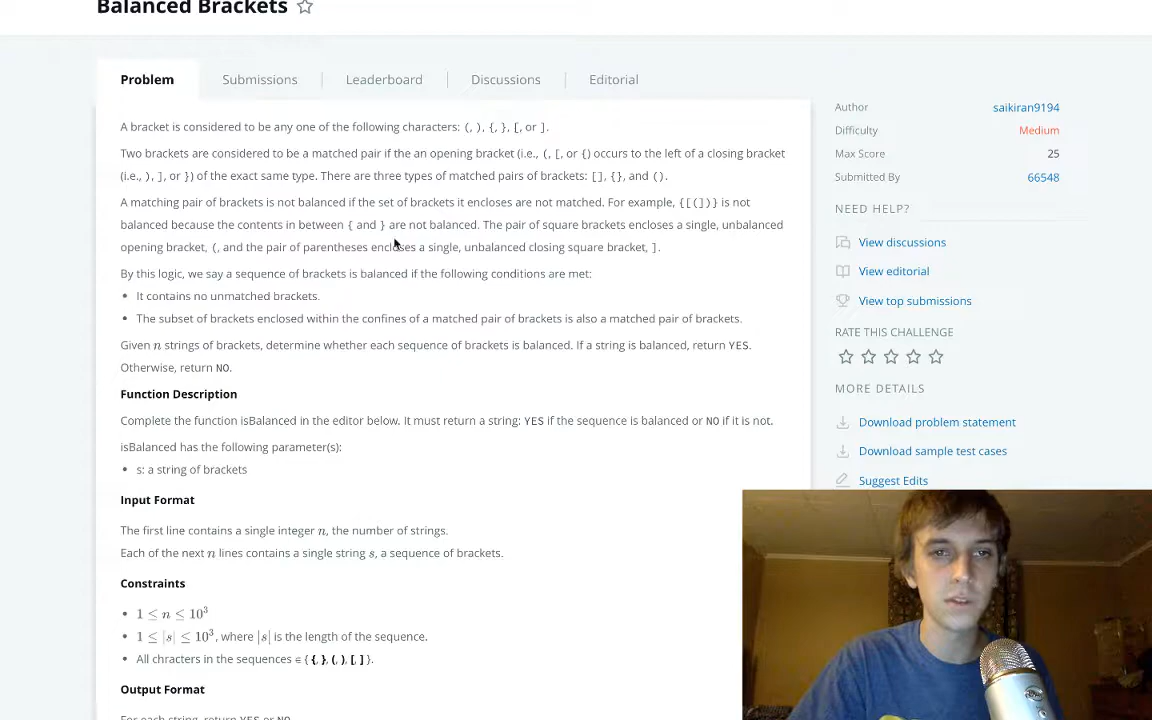 Balanced Brackets
Problem
Submissions
Leaderboard
Discussions
Editorial
A bracket is considered to be any one of the following characters: (, ), {, }, [, or ].
Two brackets are considered to be a matched pair if the an opening bracket (i.e., (, [, or {) occurs to the left of a closing bracket
(i.e., ), ], or }) of the exact same type. There are three types of matched pairs of brackets: [], {}, and ().
A matching pair of brackets is not balanced if the set of brackets it encloses are not matched. For example, {[(])} is not
balanced because the contents in between { and } are not balanced. The pair of square brackets encloses a single, unbalanced
opening bracket, (, and the pair of parentheses encloses a single, unbalanced closing square bracket, ].
By this logic, we say a sequence of brackets is balanced if the following conditions are met:
• It contains no unmatched brackets.
• The subset of brackets enclosed within the confines of a matched pair of brackets is also a matched pair of brackets.
Given n strings of brackets, determine whether each sequence of brackets is balanced. If a string is balanced, return YES.
Otherwise, return NO.
Function Description
Complete the function isBalanced in the editor below. It must return a string: YES if the sequence is balanced or NO if it is not.
isBalanced has the following parameter(s):
• s: a string of brackets
Input Format
The first line contains a single integer n, the number of strings.
Each of the next n lines contains a single string s, a sequence of brackets.
Constraints
• 1 ≤ n ≤ 10³
• 1 ≤ |s| ≤ 10³, where |s| is the length of the sequence.
• All chracters in the sequences ∈ { {, }, (, ), [, ] }.
Output Format
For each string, return YES or NO.
Author saikiran9194
Difficulty Medium
Max Score 25
Submitted By 66548
NEED HELP?
View discussions
View editorial
View top submissions
RATE THIS CHALLENGE
MORE DETAILS
Download problem statement
Download sample test cases
Suggest Edits